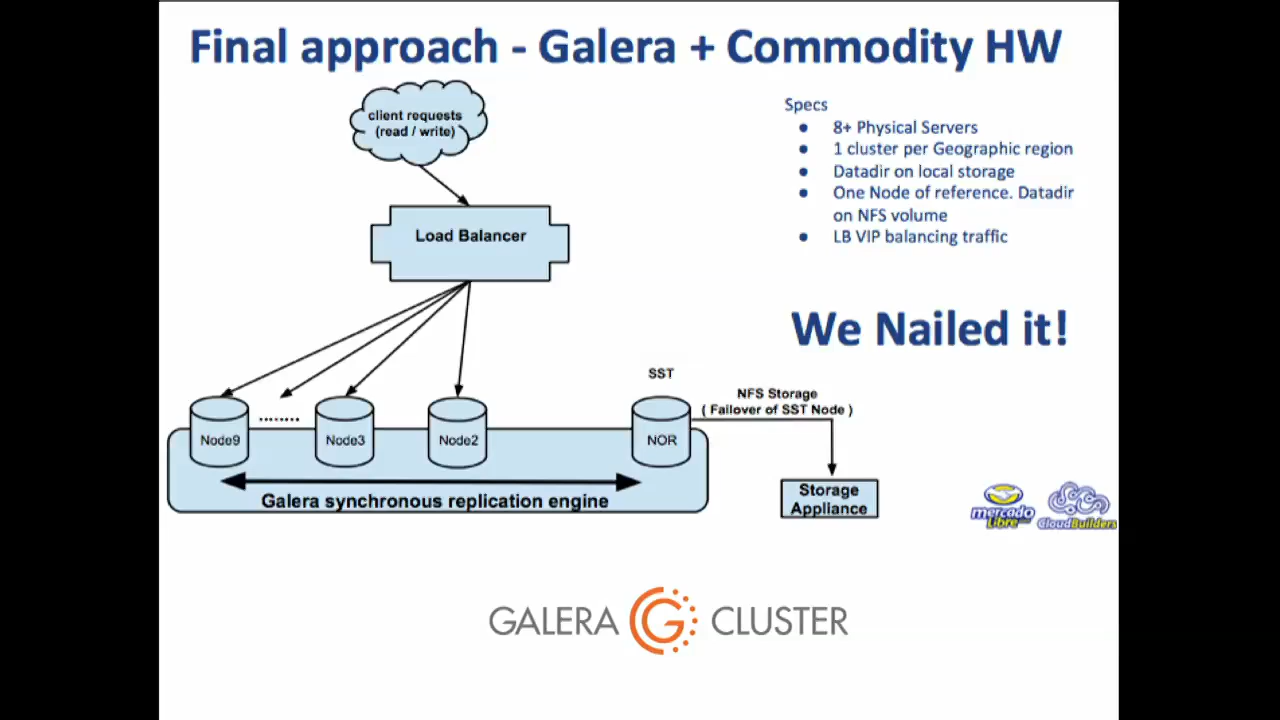 Final approach - Galera + Commodity HW
client requests
(read / write)
Specs
● 8+ Physical Servers
● 1 cluster per Geographic region
● Datadir on local storage
● One Node of reference. Datadir
on NFS volume
● LB VIP balancing traffic
Load Balancer
We Nailed it!
SST
NFS Storage
( Failover of SST Node )
Node9
........
Node3
Node2
NOR
Galera synchronous replication engine
Storage
Appliance
mercado
libre
CloudBuilders
GALERA CLUSTER